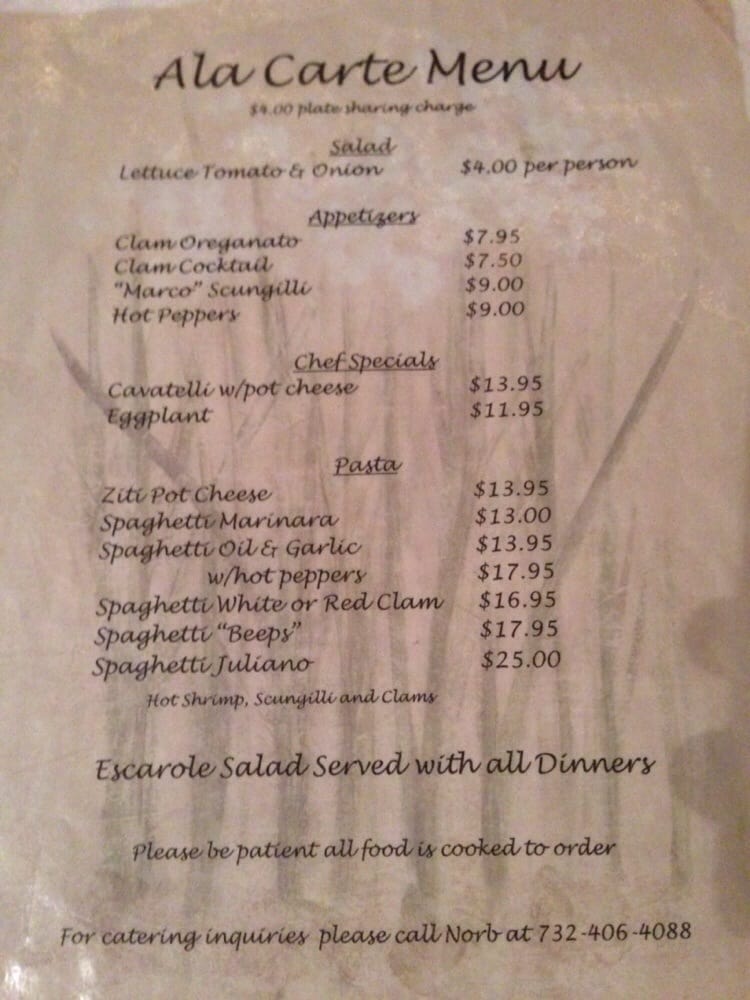 Ala Carte Menu
$4.00 plate sharing charge
Salad
Lettuce Tomato & Onion $4.00 per person
Appetizers
Clam Oreganato $7.95
Clam Cocktail $7.50
"Marco" Scungilli $9.00
Hot Peppers $9.00
Chef Specials
Cavatelli w/pot cheese $13.95
Eggplant $11.95
Pasta
Ziti Pot Cheese $13.95
Spaghetti Marinara $13.00
Spaghetti Oil & Garlic $13.95
w/hot peppers $17.95
Spaghetti White or Red Clam $16.95
Spaghetti "Beeps" $17.95
Spaghetti Juliano $25.00
Hot Shrimp, Scungilli and Clams
Escarole Salad Served with all Dinners
Please be patient all food is cooked to order
For catering inquiries please call Norb at 732-406-4088